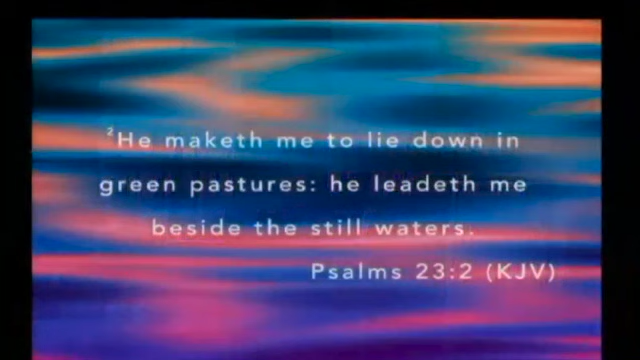 ²He maketh me to lie down in
green pastures: he leadeth me
beside the still waters.
Psalms 23:2 (KJV)